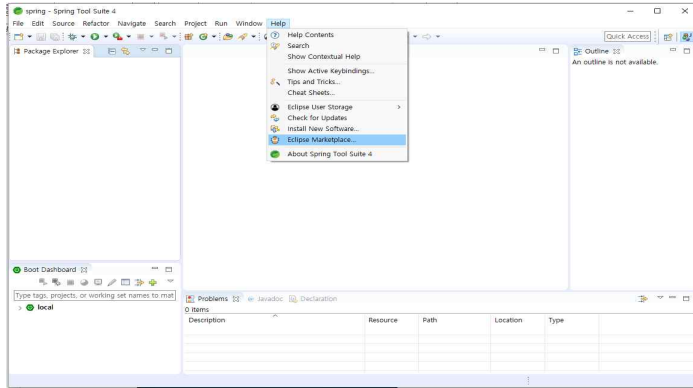 spring - Spring Tool Suite 4
File Edit Source Refactor Navigate Search Project Run Window Help
Quick Access
Package Explorer
Help Contents
Search
Show Contextual Help
Show Active Keybindings...
Tips and Tricks...
Cheat Sheets...
Eclipse User Storage
Check for Updates
Install New Software...
Eclipse Marketplace...
About Spring Tool Suite 4
Outline
An outline is not available.
Boot Dashboard
Type tags, projects, or working set names to mat
local
Problems Javadoc Declaration
0 items
Description Resource Path Location Type